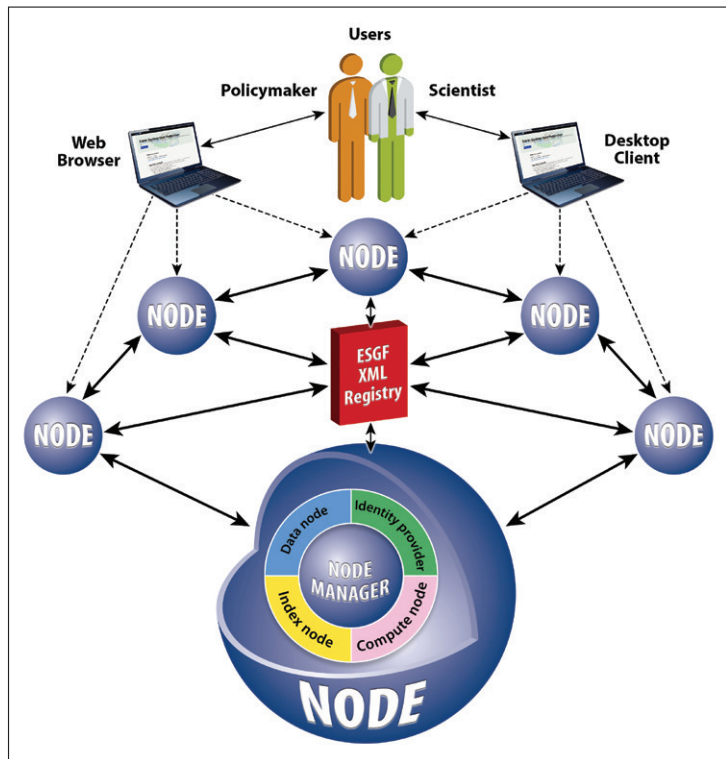 Users
Policymaker
Scientist
Web
Browser
Desktop
Client
NODE
NODE
NODE
ESGF
XML
Registry
NODE
NODE
Data node
Identity provider
NODE
MANAGER
Index node
Compute node
NODE